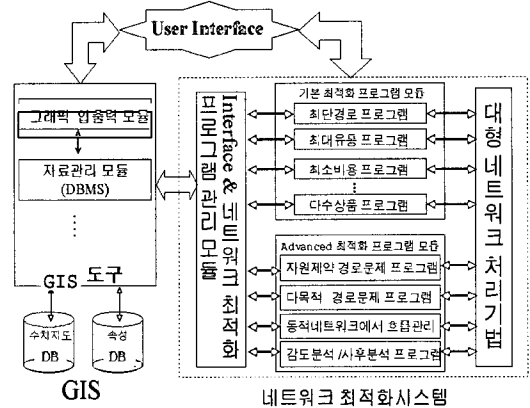 User Interface
그래픽 입출력 모듈
자료관리 모듈
(DBMS)
GIS 도구
수치지도
DB
속성
DB
GIS
Interface & 네트워크 최적화
프로그램 관리 모듈
기본 최적화 프로그램 모듈
최단경로 프로그램
최대유통 프로그램
최소비용 프로그램
다수상품 프로그램
Advanced 최적화 프로그램 모듈
자원제약 경로문제 프로그램
다목적 경로문제 프로그램
동적네트워크에서 흐름관리
감도분석/사후분석 프로그램
대형 네트워크 처리기법
네트워크 최적화시스템